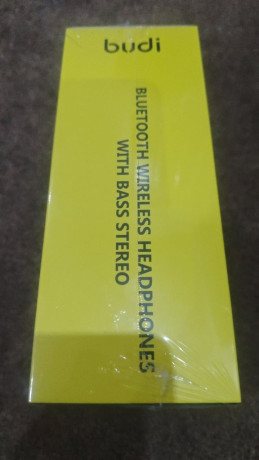 budi
BLUETOOTH WIRELESS HEADPHONES
WITH BASS STEREO